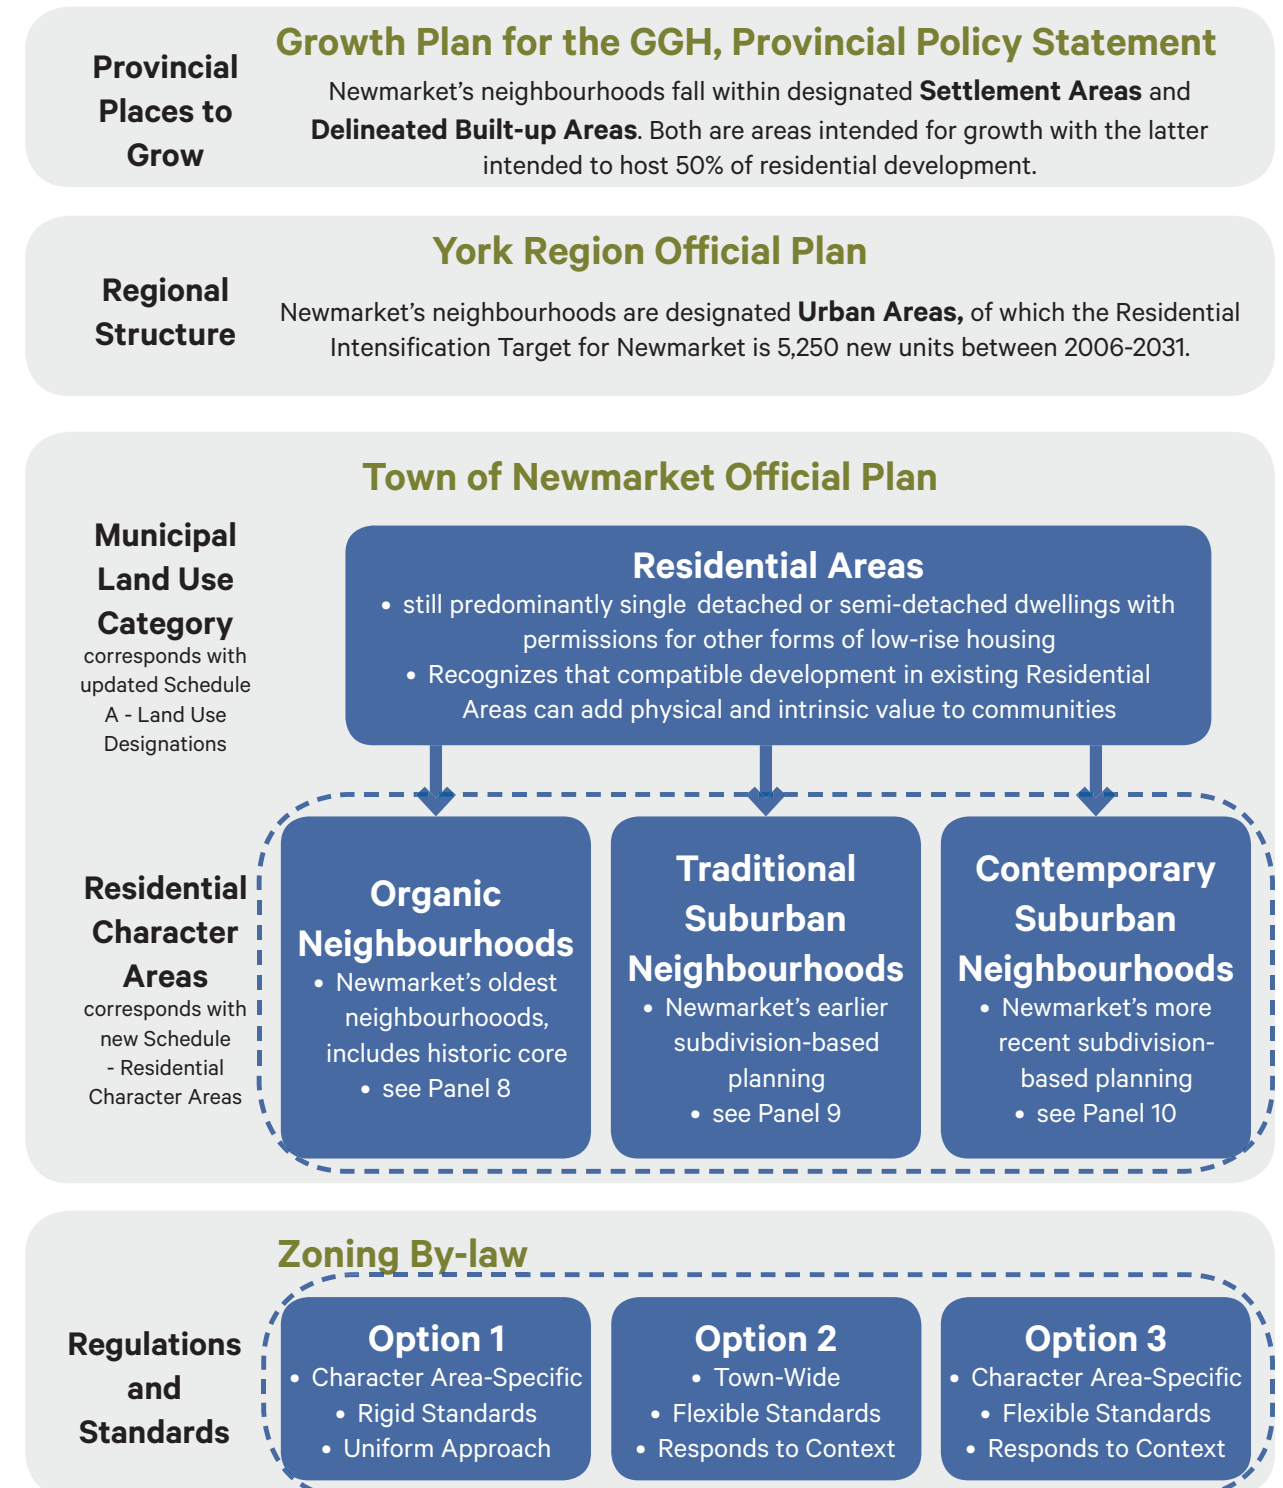 Provincial
Places to
Grow
Growth Plan for the GGH, Provincial Policy Statement
Newmarket's neighbourhoods fall within designated Settlement Areas and
Delineated Built-up Areas. Both are areas intended for growth with the latter
intended to host 50% of residential development.
Regional
Structure
York Region Official Plan
Newmarket's neighbourhoods are designated Urban Areas, of which the Residential
Intensification Target for Newmarket is 5,250 new units between 2006-2031.
Town of Newmarket Official Plan
Municipal
Land Use
Category
corresponds with
updated Schedule
A - Land Use
Designations
Residential Areas
• still predominantly single detached or semi-detached dwellings with
permissions for other forms of low-rise housing
• Recognizes that compatible development in existing Residential
Areas can add physical and intrinsic value to communities
Residential
Character
Areas
corresponds with
new Schedule
- Residential
Character Areas
Organic
Neighbourhoods
• Newmarket's oldest
neighbourhooods,
includes historic core
• see Panel 8
Traditional
Suburban
Neighbourhoods
• Newmarket's earlier
subdivision-based
planning
• see Panel 9
Contemporary
Suburban
Neighbourhoods
• Newmarket's more
recent subdivision-
based planning
• see Panel 10
Zoning By-law
Regulations
and
Standards
Option 1
• Character Area-Specific
• Rigid Standards
• Uniform Approach
Option 2
• Town-Wide
• Flexible Standards
• Responds to Context
Option 3
• Character Area-Specific
• Flexible Standards
• Responds to Context